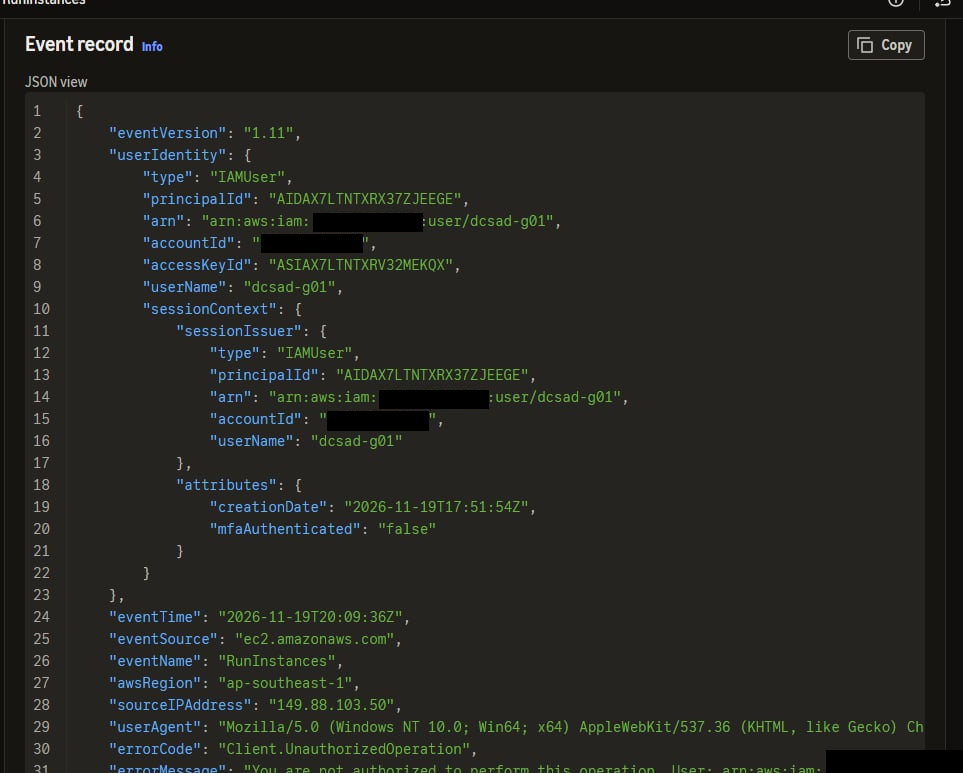 RunInstances
Event record Info
Copy
JSON view
1 {
2 "eventVersion": "1.11",
3 "userIdentity": {
4 "type": "IAMUser",
5 "principalId": "AIDAX7LTNTXRX37ZJEEGE",
6 "arn": "arn:aws:iam: :user/dcsad-g01",
7 "accountId": " ",
8 "accessKeyId": "ASIAX7LTNTXRV32MEKQX",
9 "userName": "dcsad-g01",
10 "sessionContext": {
11 "sessionIssuer": {
12 "type": "IAMUser",
13 "principalId": "AIDAX7LTNTXRX37ZJEEGE",
14 "arn": "arn:aws:iam: :user/dcsad-g01",
15 "accountId": " ",
16 "userName": "dcsad-g01"
17 },
18 "attributes": {
19 "creationDate": "2026-11-19T17:51:54Z",
20 "mfaAuthenticated": "false"
21 }
22 }
23 },
24 "eventTime": "2026-11-19T20:09:36Z",
25 "eventSource": "ec2.amazonaws.com",
26 "eventName": "RunInstances",
27 "awsRegion": "ap-southeast-1",
28 "sourceIPAddress": "149.88.103.50",
29 "userAgent": "Mozilla/5.0 (Windows NT 10.0; Win64; x64) AppleWebKit/537.36 (KHTML, like Gecko) Ch
30 "errorCode": "Client.UnauthorizedOperation",
31 "errorMessage": "You are not authorized to perform this operation. User: arn:aws:iam: